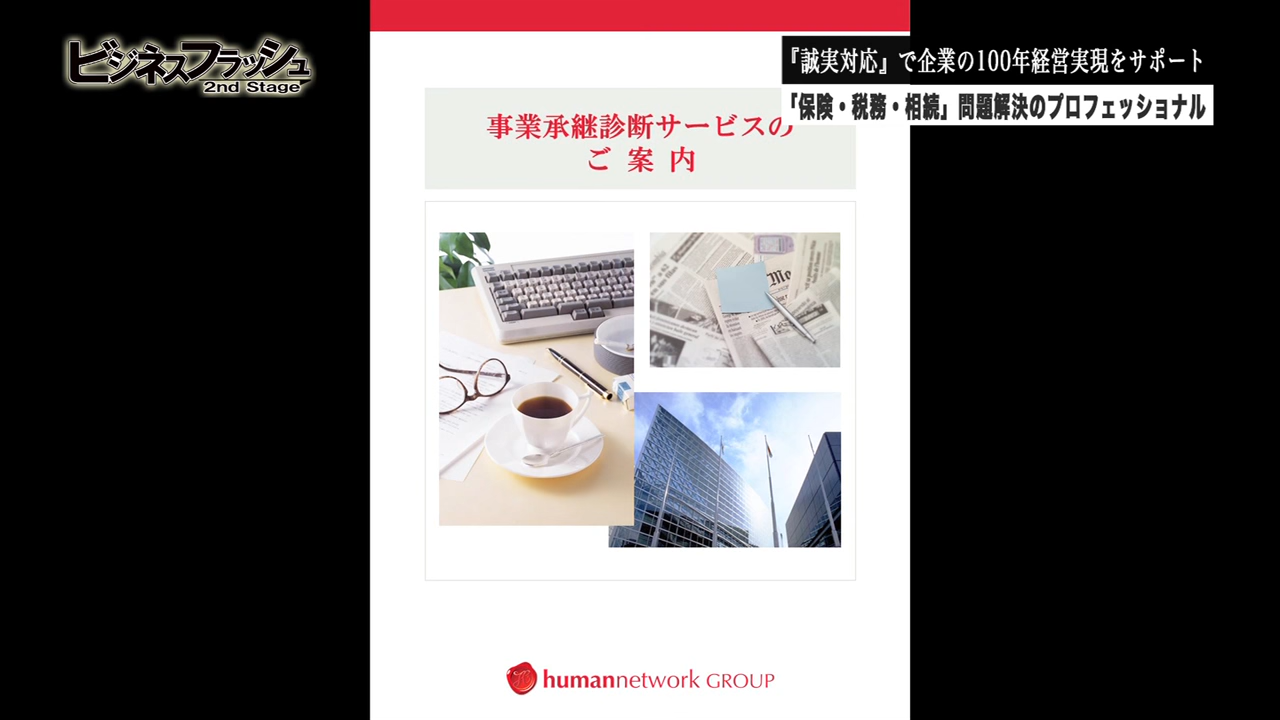 ビジネスフラッシュ
2nd Stage
『誠実対応』で企業の100年経営実現をサポート
「保険・税務・相続」問題解決のプロフェッショナル
事業承継診断サービスの
ご案内
humannetwork GROUP